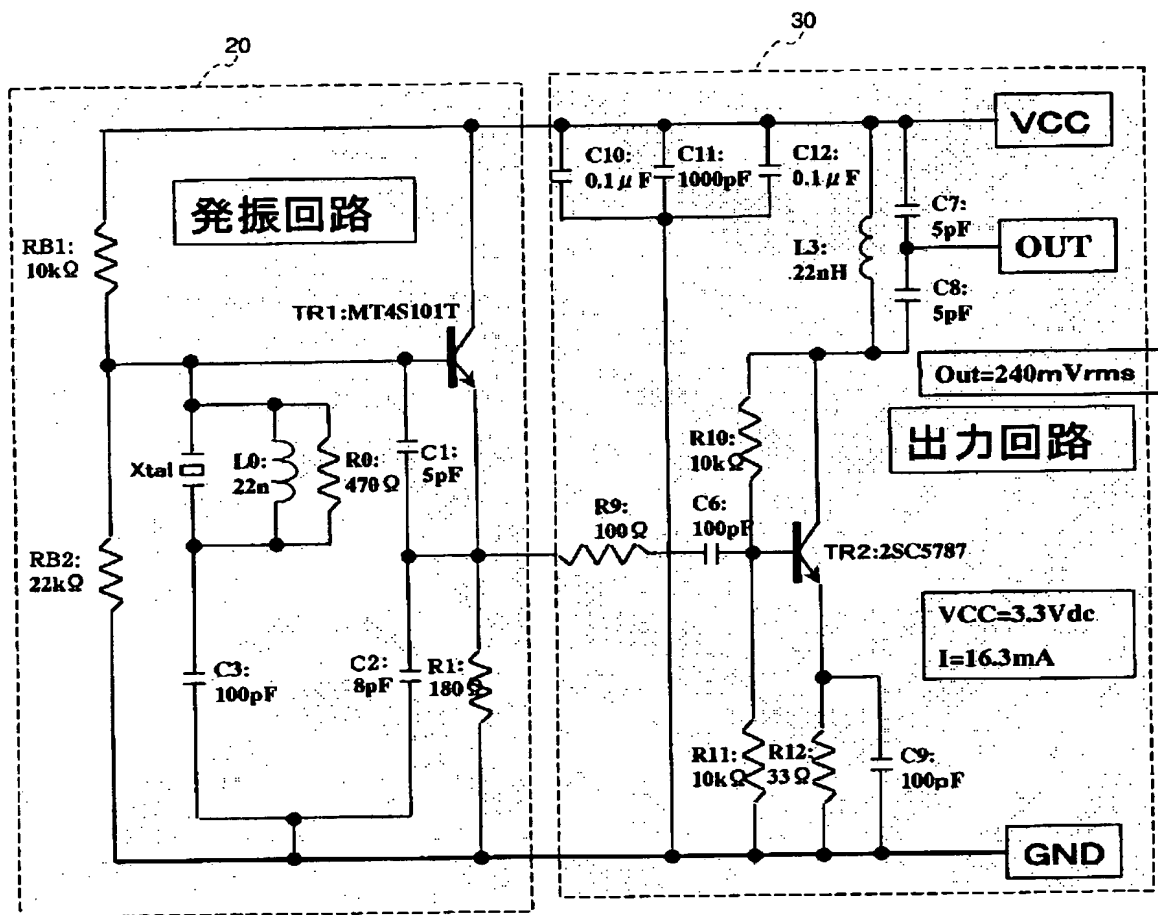 20
30
VCC
C10:
0.1μF
C11:
1000pF
C12:
0.1μF
発振回路
C7:
5pF
RB1:
10kΩ
L3:
22nH
OUT
C8:
5pF
TR1:MT4S101T
Out=240mVrms
出力回路
R10:
10kΩ
Xtal
L0:
22n
R0:
470Ω
C1:
5pF
R9:
100Ω
C6:
100pF
RB2:
22kΩ
TR2:2SC5787
VCC=3.3Vdc
I=16.3mA
C3:
100pF
C2:
8pF
R1:
180Ω
R11:
10kΩ
R12:
33Ω
C9:
100pF
GND